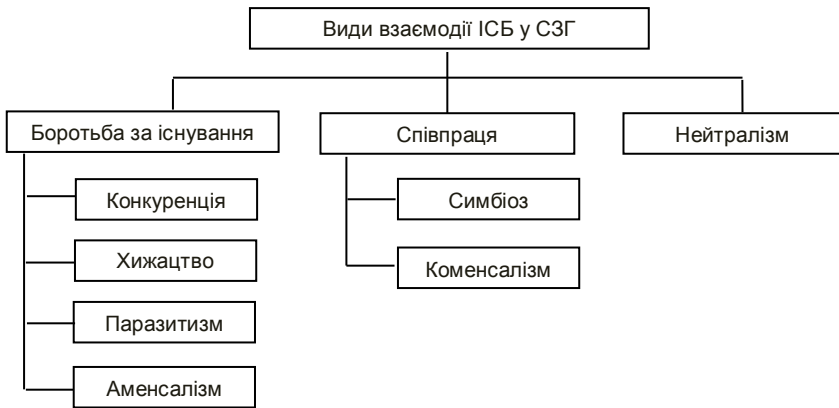 Види взаємодії ІСБ у СЗГ
Боротьба за існування
Співпраця
Нейтралізм
Конкуренція
Симбіоз
Хижацтво
Коменсалізм
Паразитизм
Аменсалізм